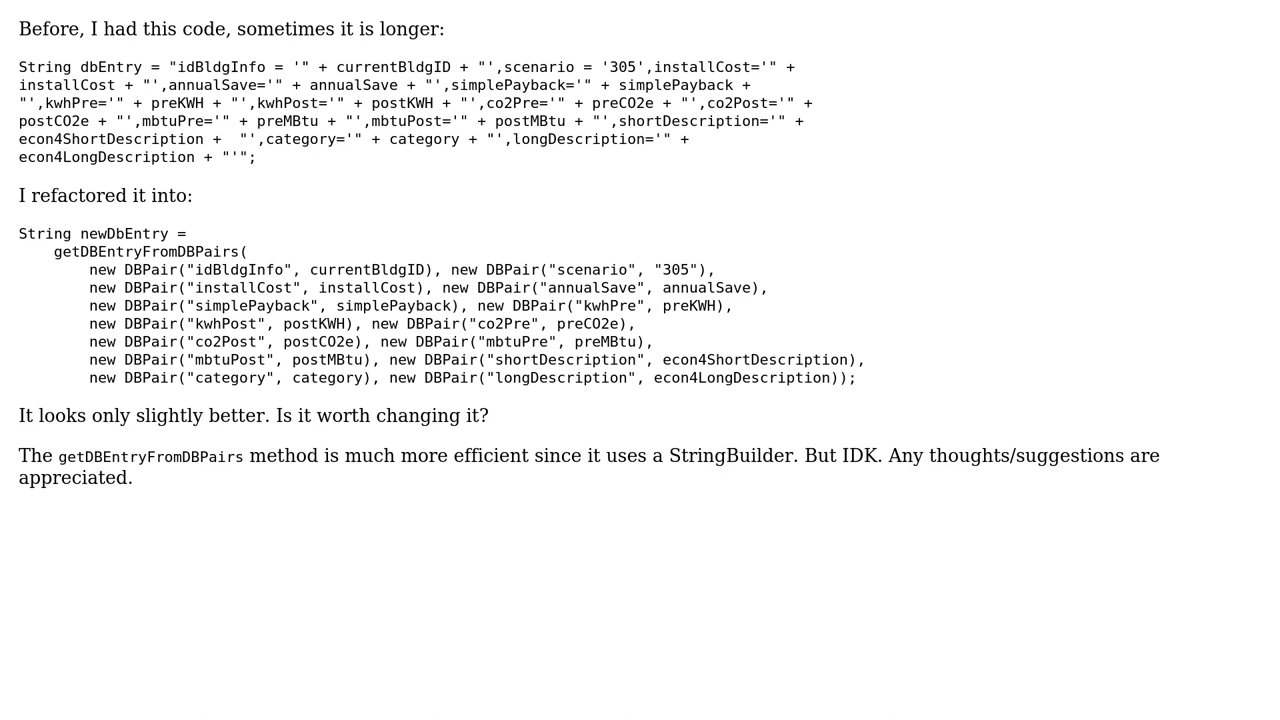 Before, I had this code, sometimes it is longer:
String dbEntry = "idBldgInfo = '" + currentBldgID + "',scenario = '305',installCost='" +
installCost + "',annualSave='" + annualSave + "',simplePayback='" + simplePayback +
"',kwhPre='" + preKWH + "',kwhPost='" + postKWH + "',co2Pre='" + preCO2e + "',co2Post='" +
postCO2e + "',mbtuPre='" + preMBtu + "',mbtuPost='" + postMBtu + "',shortDescription='" +
econ4ShortDescription +  "',category='" + category + "',longDescription='" +
econ4LongDescription + "'";
I refactored it into:
String newDbEntry =
    getDBEntryFromDBPairs(
        new DBPair("idBldgInfo", currentBldgID), new DBPair("scenario", "305"),
        new DBPair("installCost", installCost), new DBPair("annualSave", annualSave),
        new DBPair("simplePayback", simplePayback), new DBPair("kwhPre", preKWH),
        new DBPair("kwhPost", postKWH), new DBPair("co2Pre", preCO2e),
        new DBPair("co2Post", postCO2e), new DBPair("mbtuPre", preMBtu),
        new DBPair("mbtuPost", postMBtu), new DBPair("shortDescription", econ4ShortDescription),
        new DBPair("category", category), new DBPair("longDescription", econ4LongDescription));
It looks only slightly better. Is it worth changing it?
The getDBEntryFromDBPairs method is much more efficient since it uses a StringBuilder. But IDK. Any thoughts/suggestions are
appreciated.